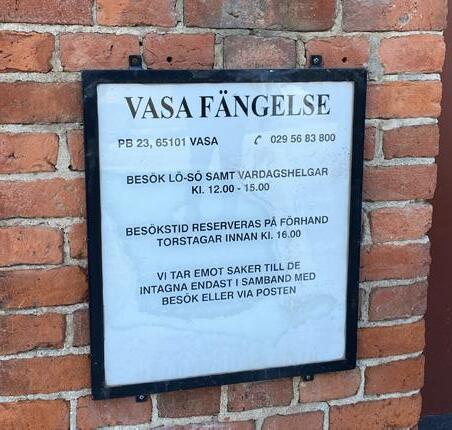 VASA FÄNGELSE
PB 23, 65101 VASA 029 56 83 800
BESÖK LÖ-SÖ SAMT VARDAGSHELGAR
KL. 12.00 - 15.00
BESÖKSTID RESERVERAS PÅ FÖRHAND
TORSTAGAR INNAN KL. 16.00
VI TAR EMOT SAKER TILL DE
INTAGNA ENDAST I SAMBAND MED
BESÖK ELLER VIA POSTEN